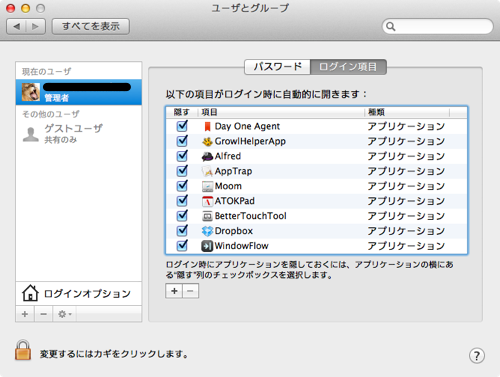 ユーザとグループ
すべてを表示
パスワード ログイン項目
現在のユーザ
管理者
その他のユーザ
ゲストユーザ
共有のみ
ログインオプション
以下の項目がログイン時に自動的に開きます：
隠す 項目 種類
Day One Agent アプリケーション
GrowlHelperApp アプリケーション
Alfred アプリケーション
AppTrap アプリケーション
Moom アプリケーション
ATOKPad アプリケーション
BetterTouchTool アプリケーション
Dropbox アプリケーション
WindowFlow アプリケーション
ログイン時にアプリケーションを隠しておくには、アプリケーションの横にあ
る"隠す"列のチェックボックスを選択します。
変更するにはカギをクリックします。